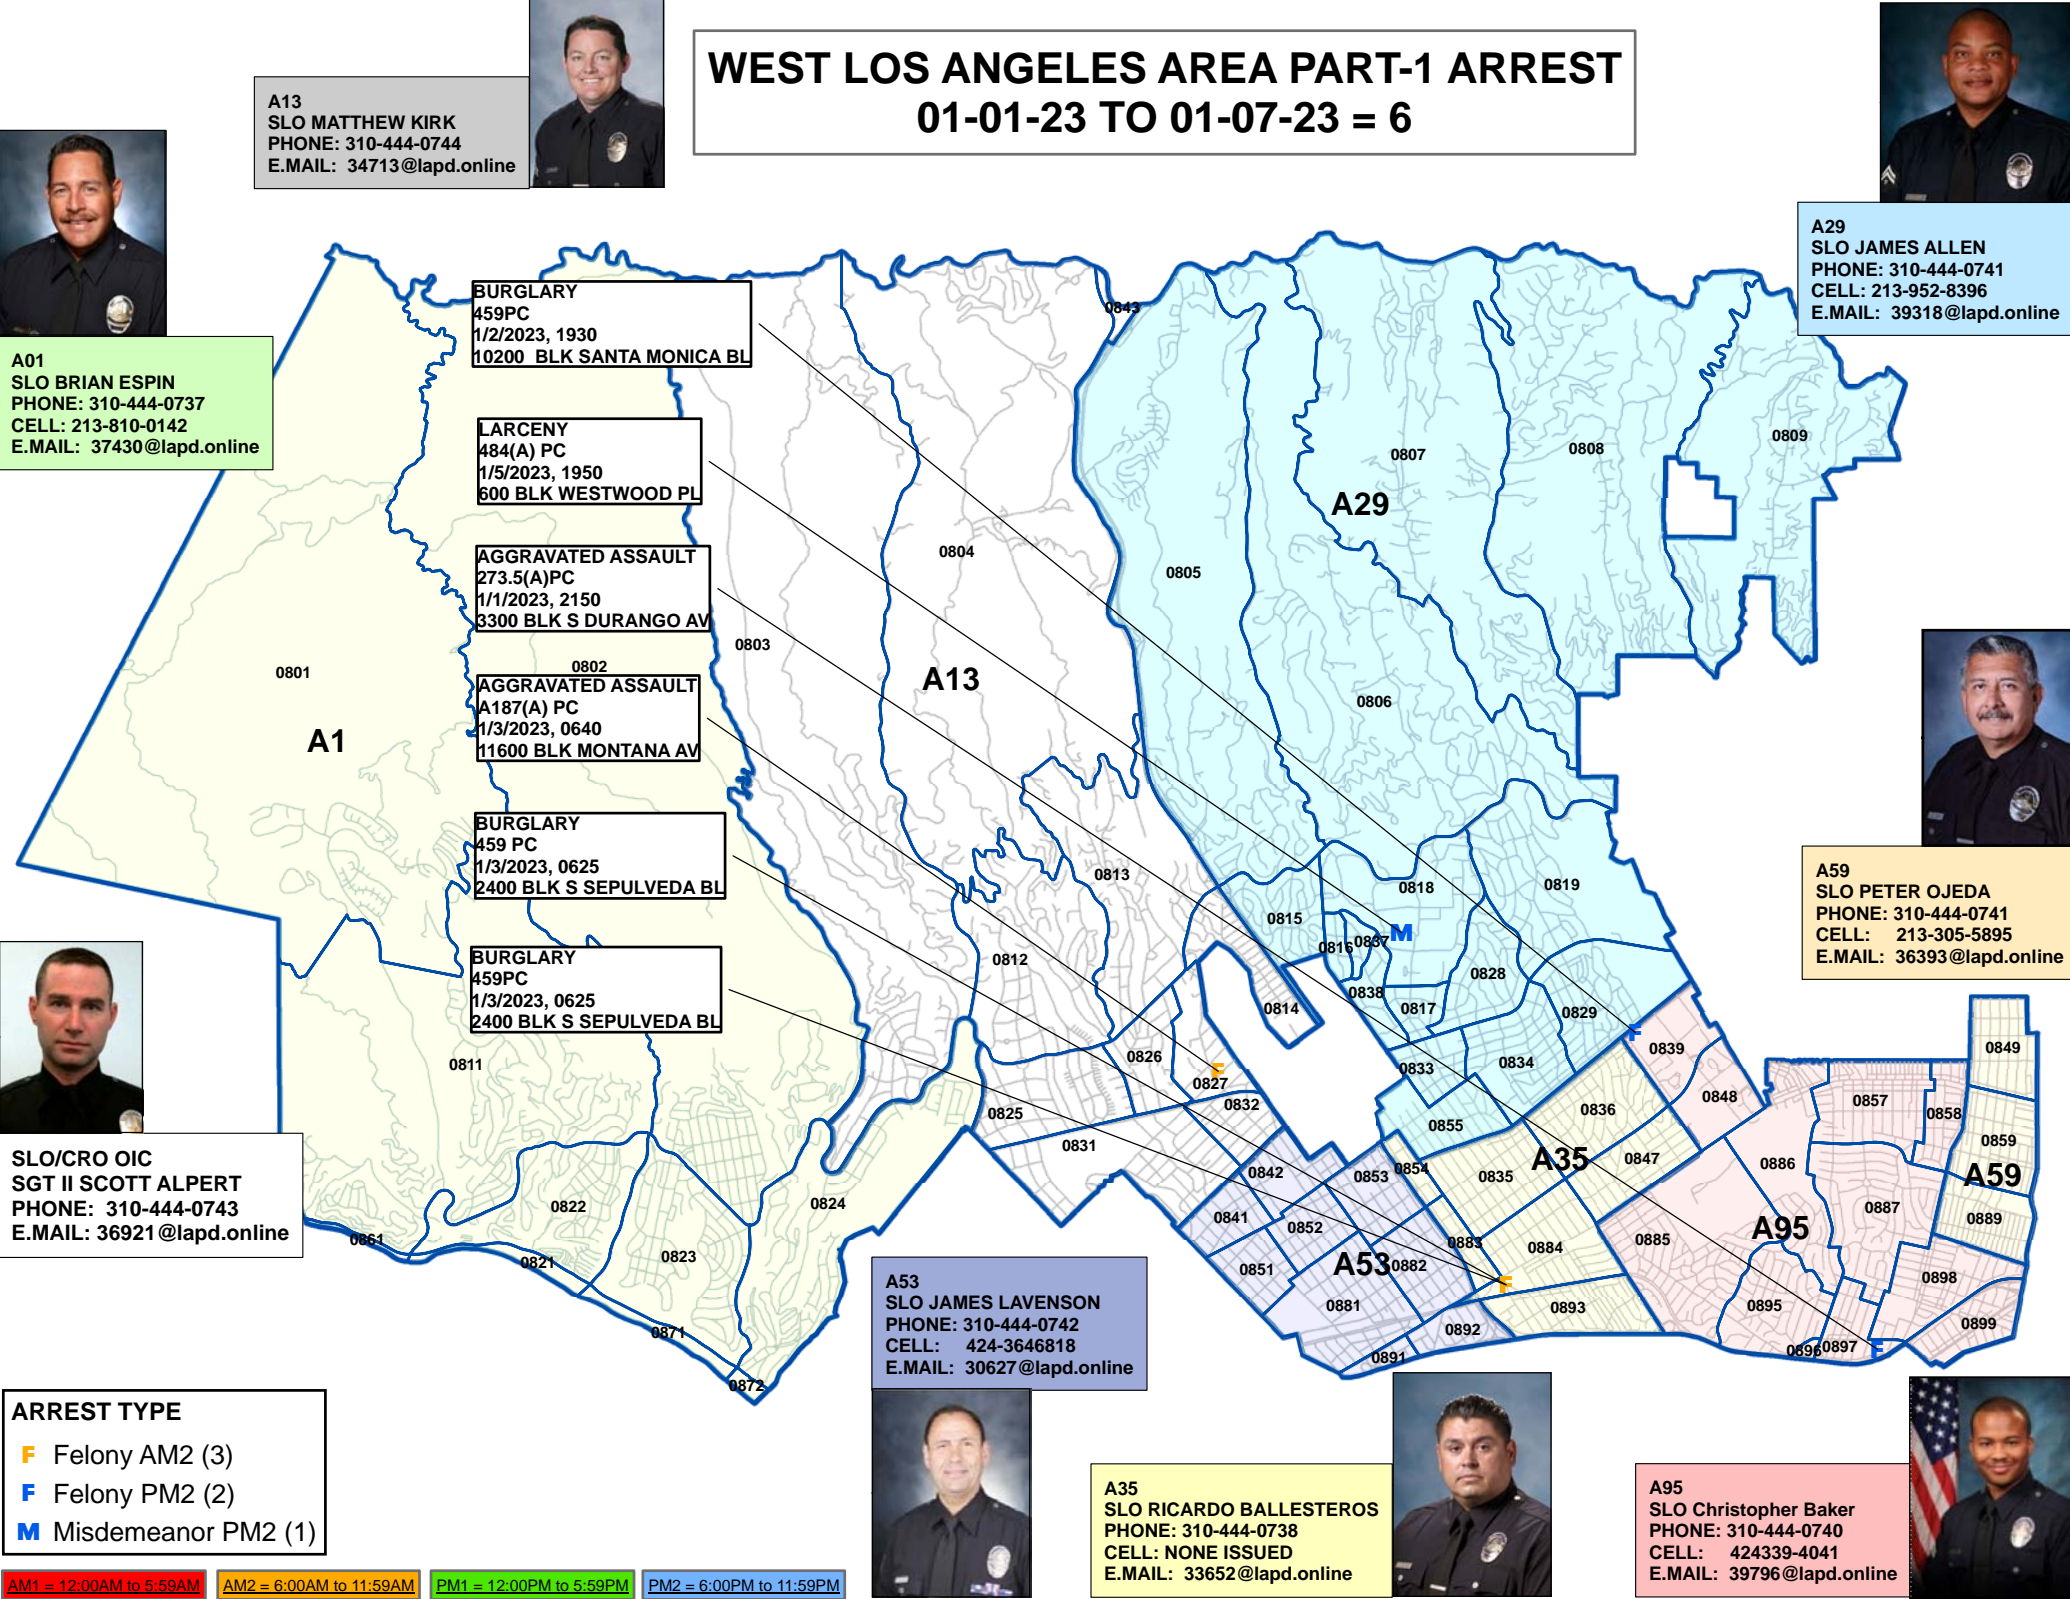 WEST LOS ANGELES AREA PART-1 ARREST
01-01-23 TO 01-07-23 = 6
A13
SLO MATTHEW KIRK
PHONE: 310-444-0744
E.MAIL:  34713@lapd.online
A29
SLO JAMES ALLEN
PHONE: 310-444-0741
CELL: 213-952-8396
E.MAIL:  39318@lapd.online
A01
SLO BRIAN ESPIN
PHONE: 310-444-0737
CELL: 213-810-0142
E.MAIL:  37430@lapd.online
BURGLARY
459PC
1/2/2023, 1930
10200  BLK SANTA MONICA BL
LARCENY
484(A) PC
1/5/2023, 1950
600 BLK WESTWOOD PL
AGGRAVATED ASSAULT
273.5(A)PC
1/1/2023, 2150
3300 BLK S DURANGO AV
AGGRAVATED ASSAULT
A187(A) PC
1/3/2023, 0640
11600 BLK MONTANA AV
BURGLARY
459 PC
1/3/2023, 0625
2400 BLK S SEPULVEDA BL
BURGLARY
459PC
1/3/2023, 0625
2400 BLK S SEPULVEDA BL
0843
0809
0808
0807
A29
0804
0805
0803
0802
0801
A13
A1
0806
0813
0818
0819
0815
M
0816
0837
0812
0828
0838
0817
0814
0829
F
0839
0849
0811
0826
F
0827
0833
0834
0848
0857
0858
0832
0825
0836
0855
0859
0831
0842
0853
0854
0835
A35
0847
0886
A59
0822
0824
0841
0852
0887
0889
A95
0861
0821
0823
0851
A53
0882
0883
0884
0885
F
0898
0881
0893
0895
0871
0892
0899
0891
0896
0897
F
0872
A59
SLO PETER OJEDA
PHONE: 310-444-0741
CELL:    213-305-5895
E.MAIL:  36393@lapd.online
SLO/CRO OIC
SGT II SCOTT ALPERT
PHONE:  310-444-0743
E.MAIL: 36921@lapd.online
A53
SLO JAMES LAVENSON
PHONE: 310-444-0742
CELL:    424-3646818
E.MAIL:  30627@lapd.online
A35
SLO RICARDO BALLESTEROS
PHONE: 310-444-0738
CELL: NONE ISSUED
E.MAIL:  33652@lapd.online
A95
SLO Christopher Baker
PHONE: 310-444-0740
CELL:    424339-4041
E.MAIL:  39796@lapd.online
ARREST TYPE
F Felony AM2 (3)
F Felony PM2 (2)
M Misdemeanor PM2 (1)
AM1 = 12:00AM to 5:59AM
AM2 = 6:00AM to 11:59AM
PM1 = 12:00PM to 5:59PM
PM2 = 6:00PM to 11:59PM